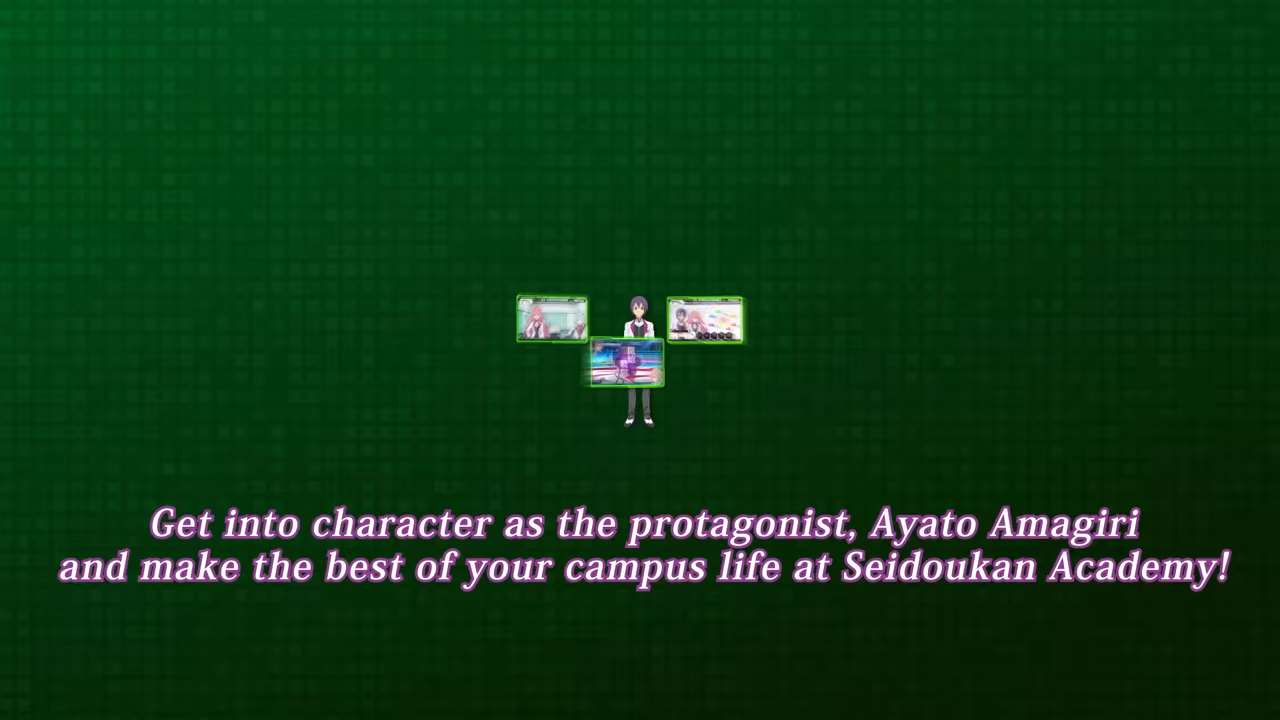 Get into character as the protagonist, Ayato Amagiri
and make the best of your campus life at Seidoukan Academy!